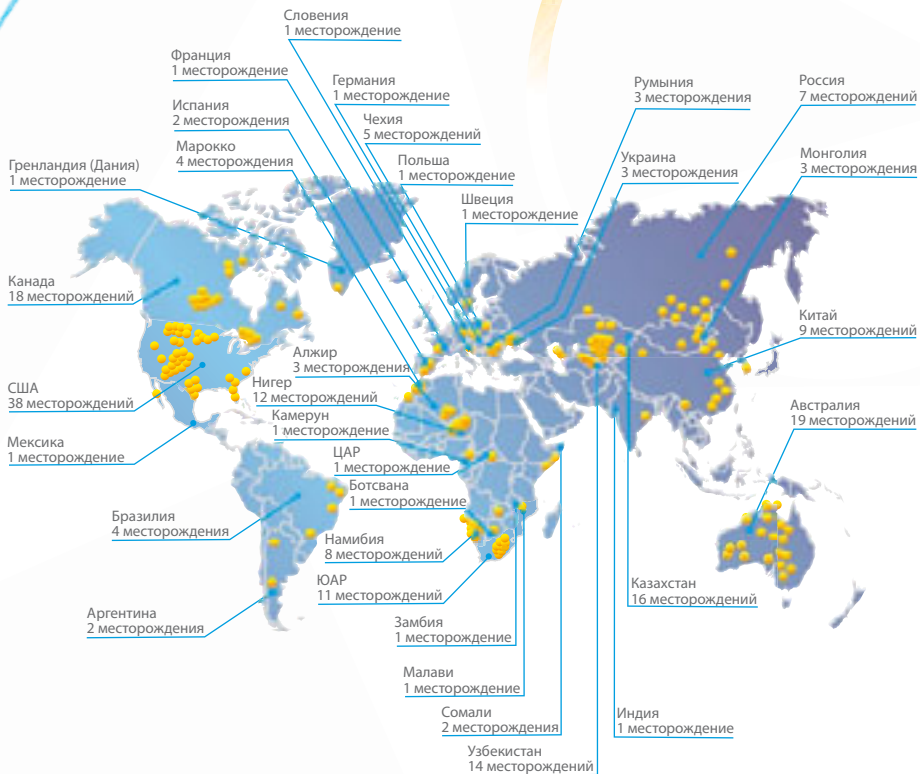 Словения
1 месторождение
Франция
1 месторождение
Германия
1 месторождение
Румыния
3 месторождения
Россия
7 месторождений
Испания
2 месторождения
Чехия
5 месторождений
Марокко
4 месторождения
Польша
1 месторождение
Украина
3 месторождения
Монголия
3 месторождения
Гренландия (Дания)
1 месторождение
Швеция
1 месторождение
Канада
18 месторождений
Китай
9 месторождений
Алжир
3 месторождения
США
38 месторождений
Нигер
12 месторождений
Австралия
19 месторождений
Камерун
1 месторождение
Мексика
1 месторождение
ЦАР
1 месторождение
Ботсвана
1 месторождение
Бразилия
4 месторождения
Намибия
8 месторождений
ЮАР
11 месторождений
Казахстан
16 месторождений
Аргентина
2 месторождения
Замбия
1 месторождение
Малави
1 месторождение
Сомали
2 месторождения
Индия
1 месторождение
Узбекистан
14 месторождений